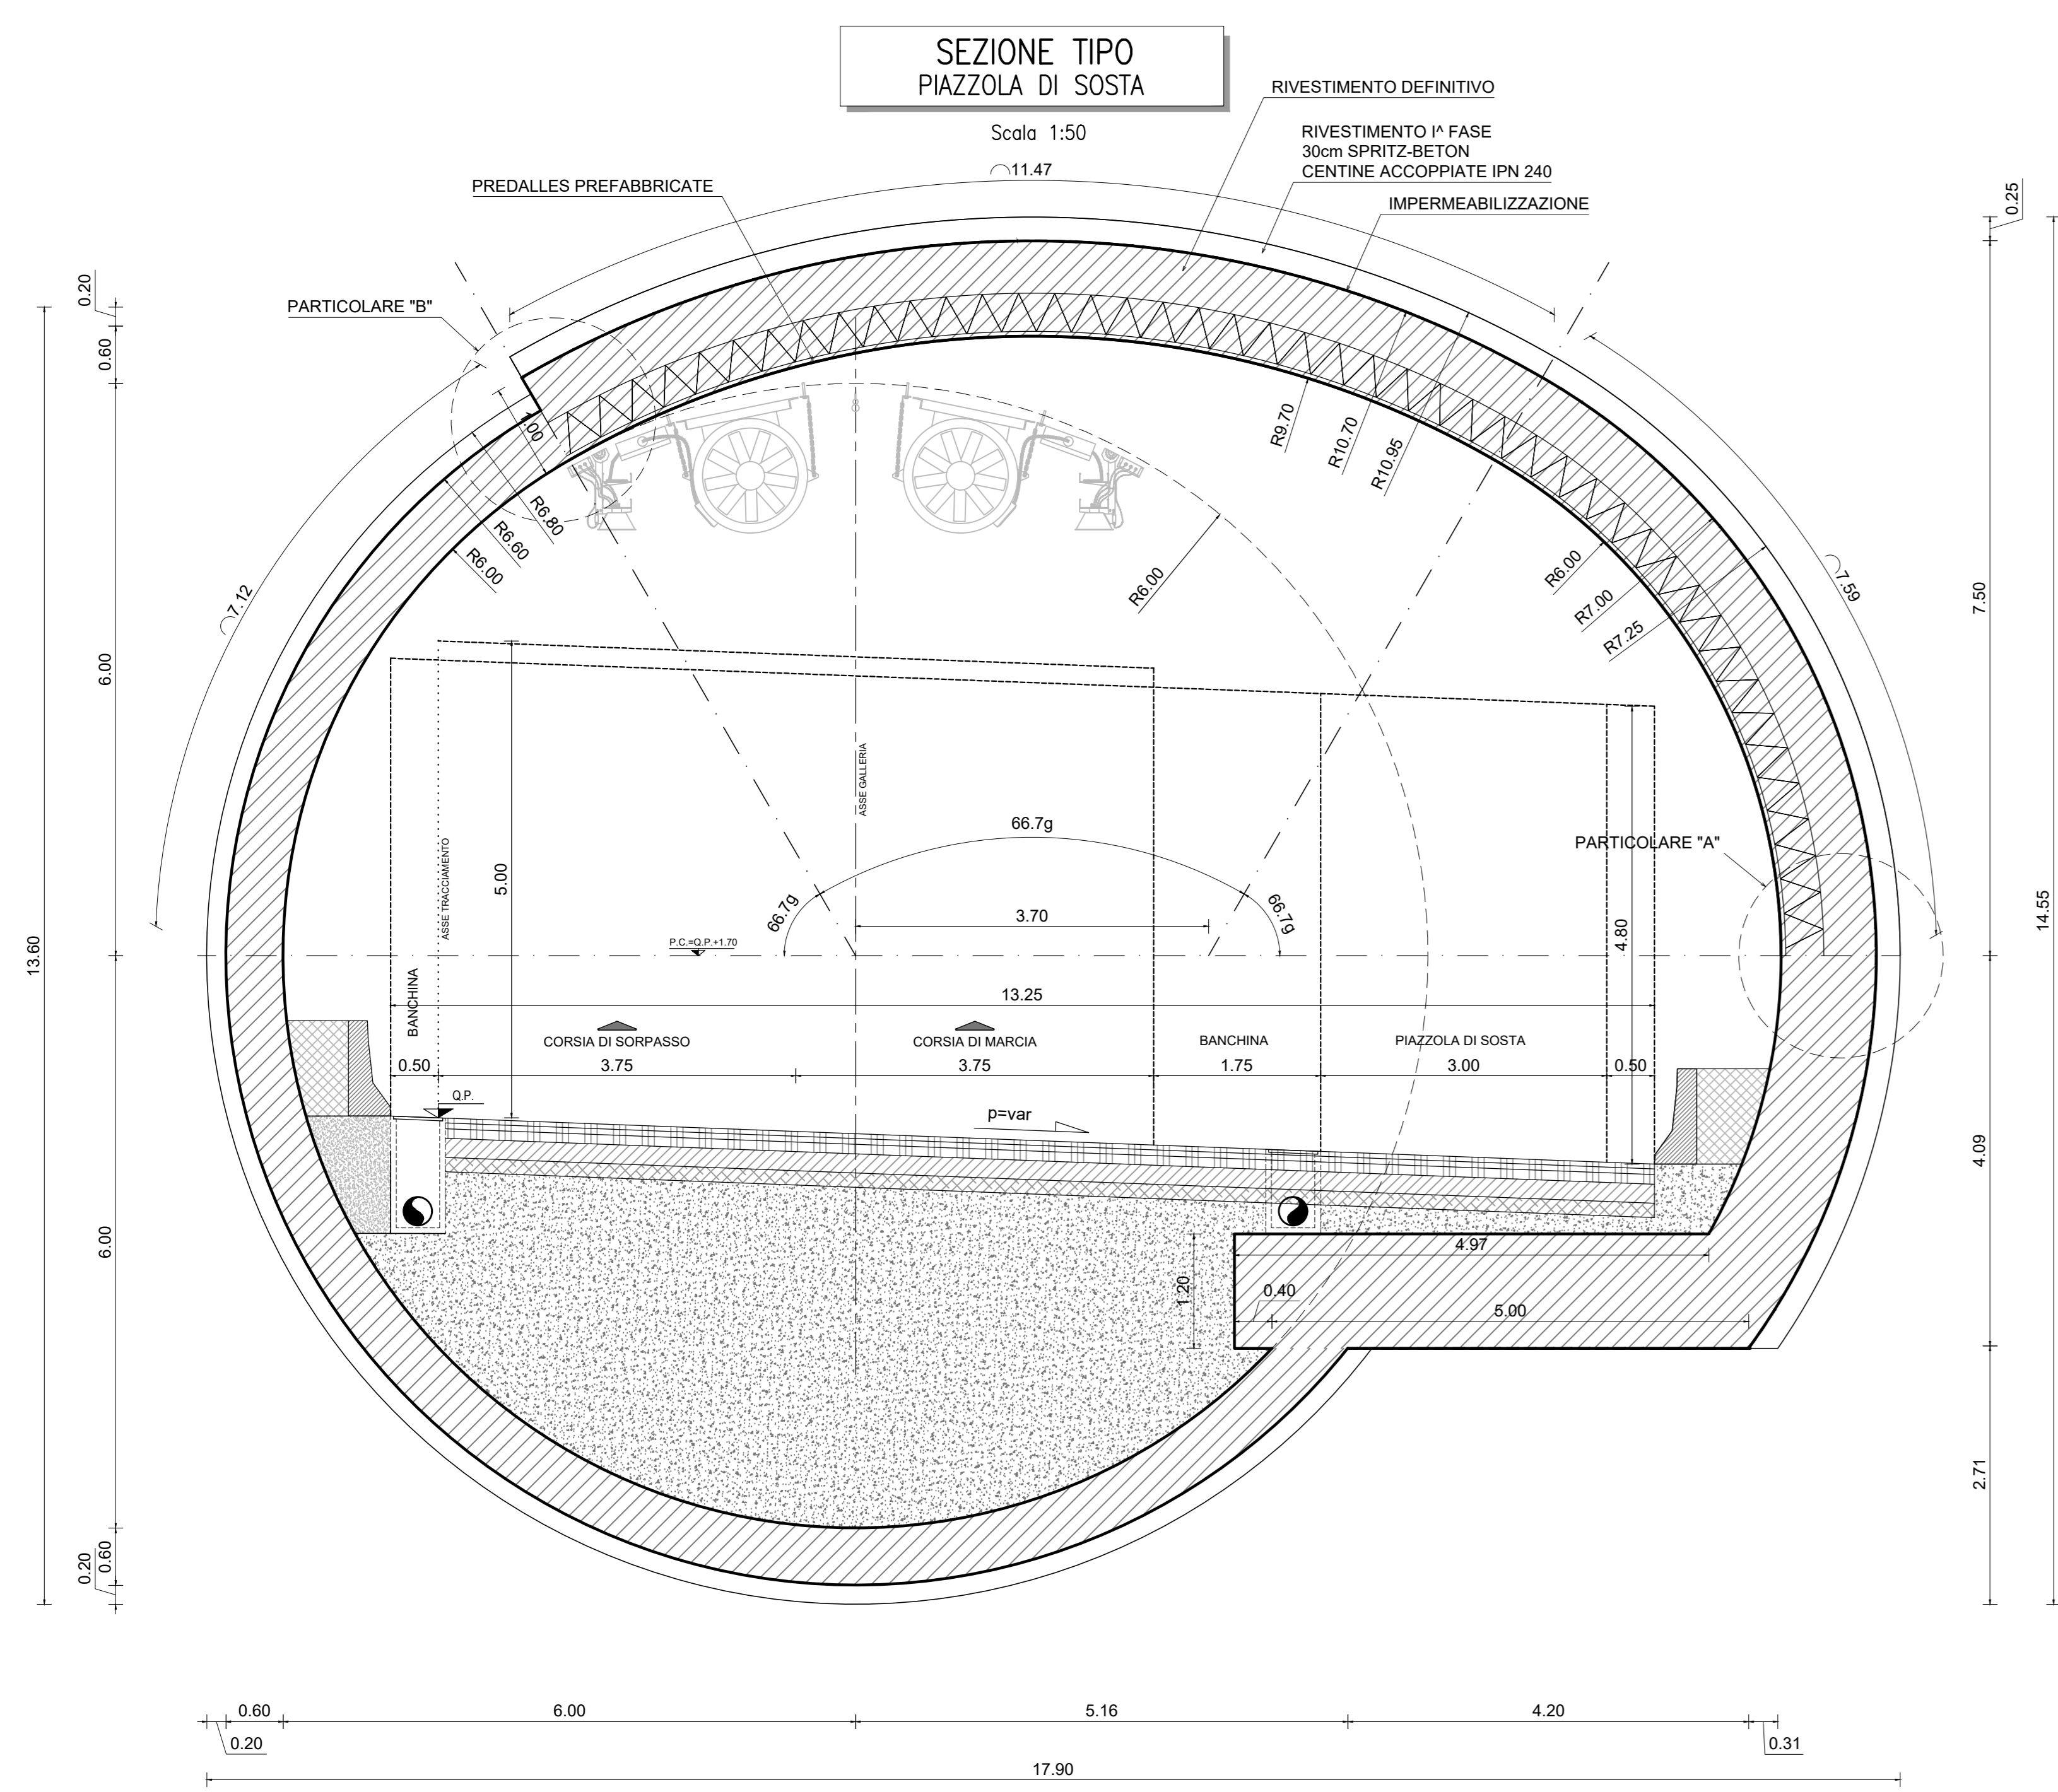 SEZIONE TIPO
PIAZZOLA DI SOSTA
Scala 1:50
RIVESTIMENTO DEFINITIVO
RIVESTIMENTO I^ FASE
30cm SPRITZ-BETON
CENTINE ACCOPPIATE IPN 240
IMPERMEABILIZZAZIONE
11.47
PREDALLES PREFABBRICATE
PARTICOLARE "B"
0.20
0.60
6.00
13.60
6.00
0.60
0.20
0.25
7.50
14.55
4.09
2.71
7.12
7.59
1.00
R6.80
R6.60
R6.00
R9.70
R10.70
R10.95
R6.00
R6.00
R7.00
R7.25
PARTICOLARE "A"
ASSE GALLERIA
ASSE TRACCIAMENTO
5.00
66.7g
66.7g
66.7g
3.70
4.80
P.C.=Q.P.+1.70
13.25
BANCHINA
CORSIA DI SORPASSO
CORSIA DI MARCIA
BANCHINA
PIAZZOLA DI SOSTA
0.50
3.75
3.75
1.75
3.00
0.50
Q.P.
p=var
4.97
1.20
0.40
5.00
0.60
6.00
5.16
4.20
0.20
0.31
17.90